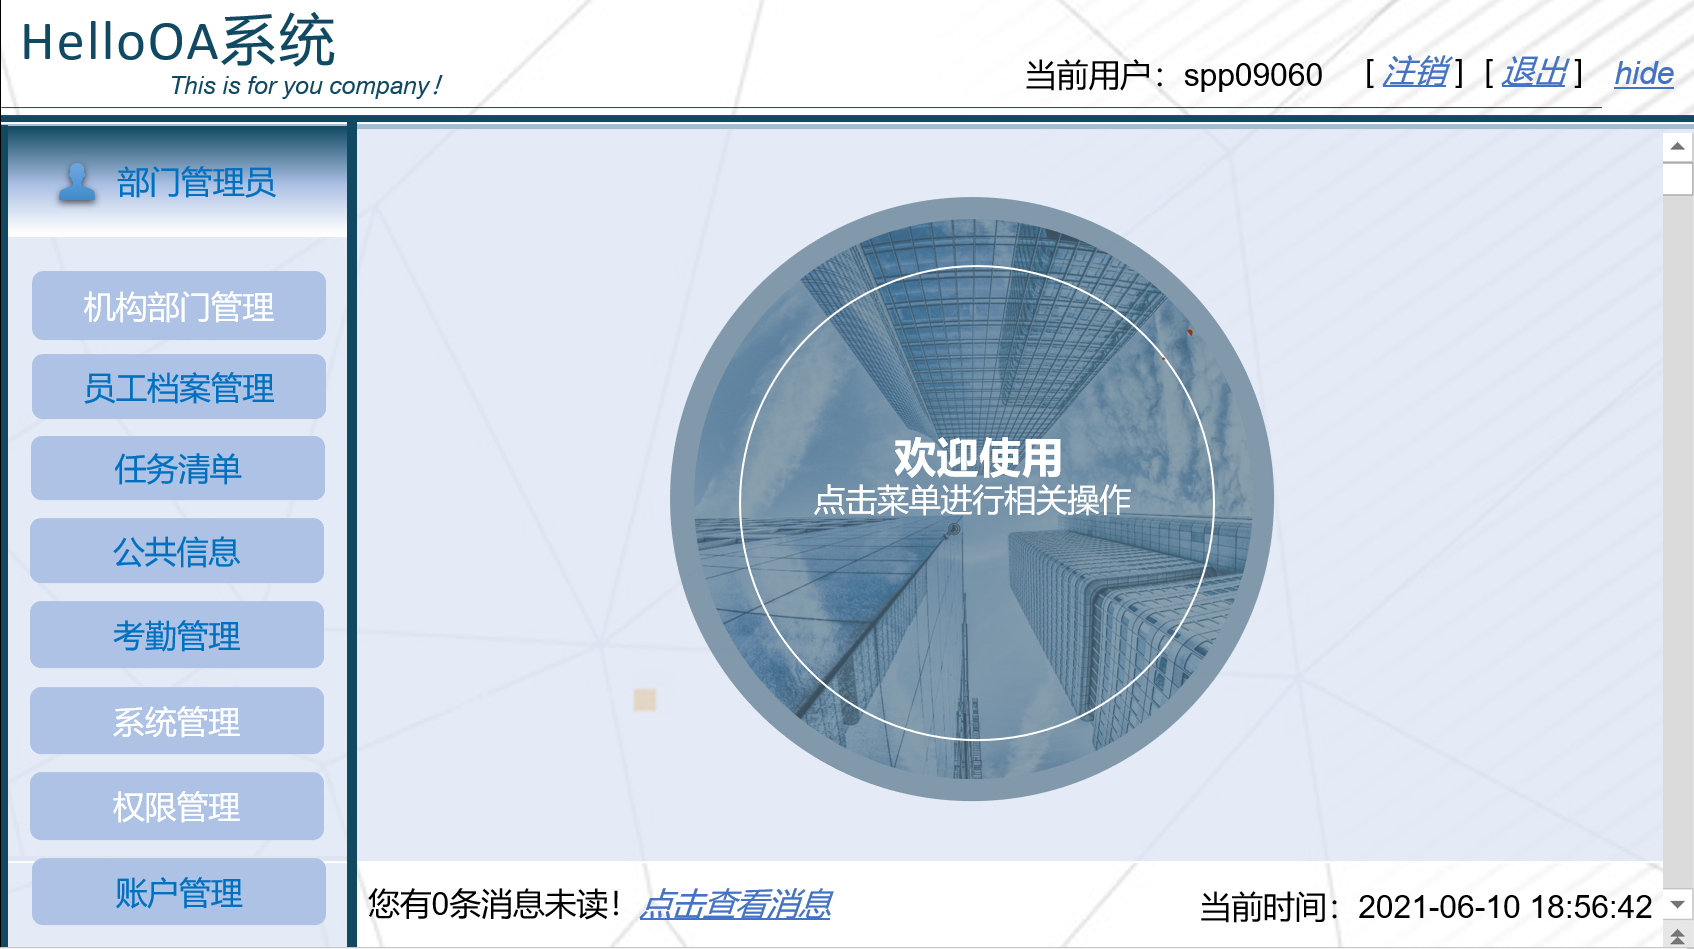 HelloOA系统
This is for you company！
当前用户：spp09060 [ 注销 ] [ 退出 ] hide
部门管理员
机构部门管理
员工档案管理
任务清单
公共信息
考勤管理
系统管理
权限管理
账户管理
欢迎使用
点击菜单进行相关操作
您有0条消息未读！ 点击查看消息
当前时间：2021-06-10 18:56:42